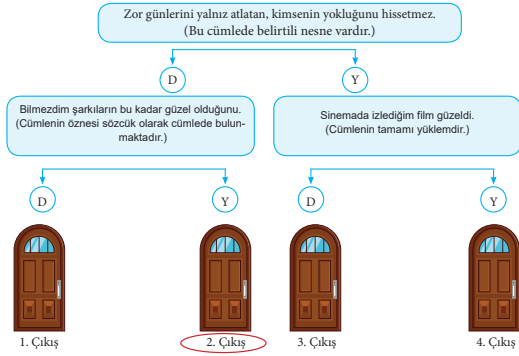 Zor günlerini yalnız atlatan, kimsenin yokluğunu hissetmez.
(Bu cümlede belirtili nesne vardır.)
D
Y
Bilmezdim şarkıların bu kadar güzel olduğunu.
(Cümlenin öznesi sözcük olarak cümlede bulun-
maktadır.)
Sinemada izlediğim film güzeldi.
(Cümlenin tamamı yüklemdir.)
D
Y
D
Y
1. Çıkış
2. Çıkış
3. Çıkış
4. Çıkış